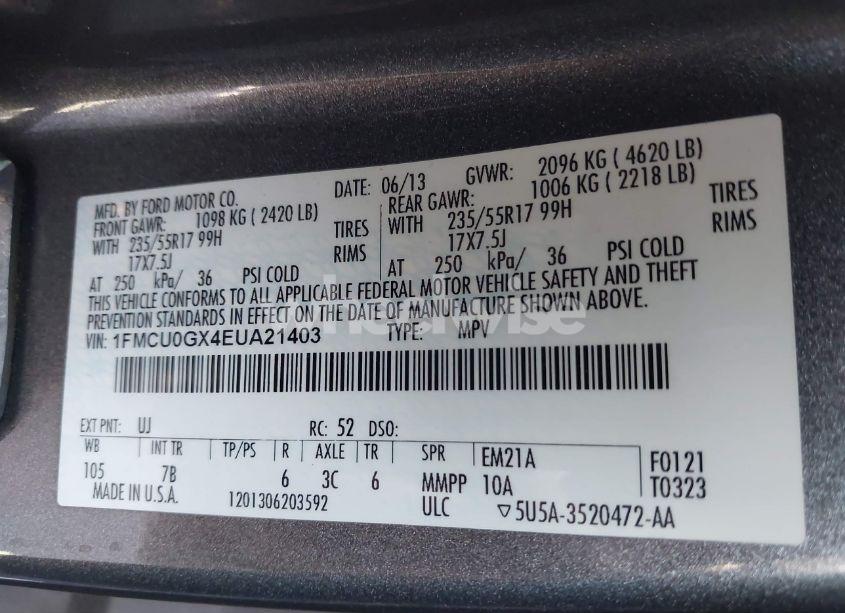 MFD. BY FORD MOTOR CO. DATE: 06/13 GVWR: 2096 KG ( 4620 LB)
FRONT GAWR: 1098 KG ( 2420 LB) REAR GAWR: 1006 KG ( 2218 LB)
WITH 235/55R17 99H TIRES WITH 235/55R17 99H TIRES
17X7.5J RIMS 17X7.5J RIMS
AT 250 kPa/ 36 PSI COLD AT 250 kPa/ 36 PSI COLD
THIS VEHICLE CONFORMS TO ALL APPLICABLE FEDERAL MOTOR VEHICLE SAFETY AND THEFT
PREVENTION STANDARDS IN EFFECT ON THE DATE OF MANUFACTURE SHOWN ABOVE.
VIN: 1FMCU0GX4EUA21403 TYPE: MPV
EXT PNT: UJ RC: 52 DSO:
WB INT TR TP/PS R AXLE TR SPR EM21A F0121
105 7B 6 3C 6 MMPP 10A T0323
MADE IN U.S.A. 1201306203592 ULC ▽5U5A-3520472-AA